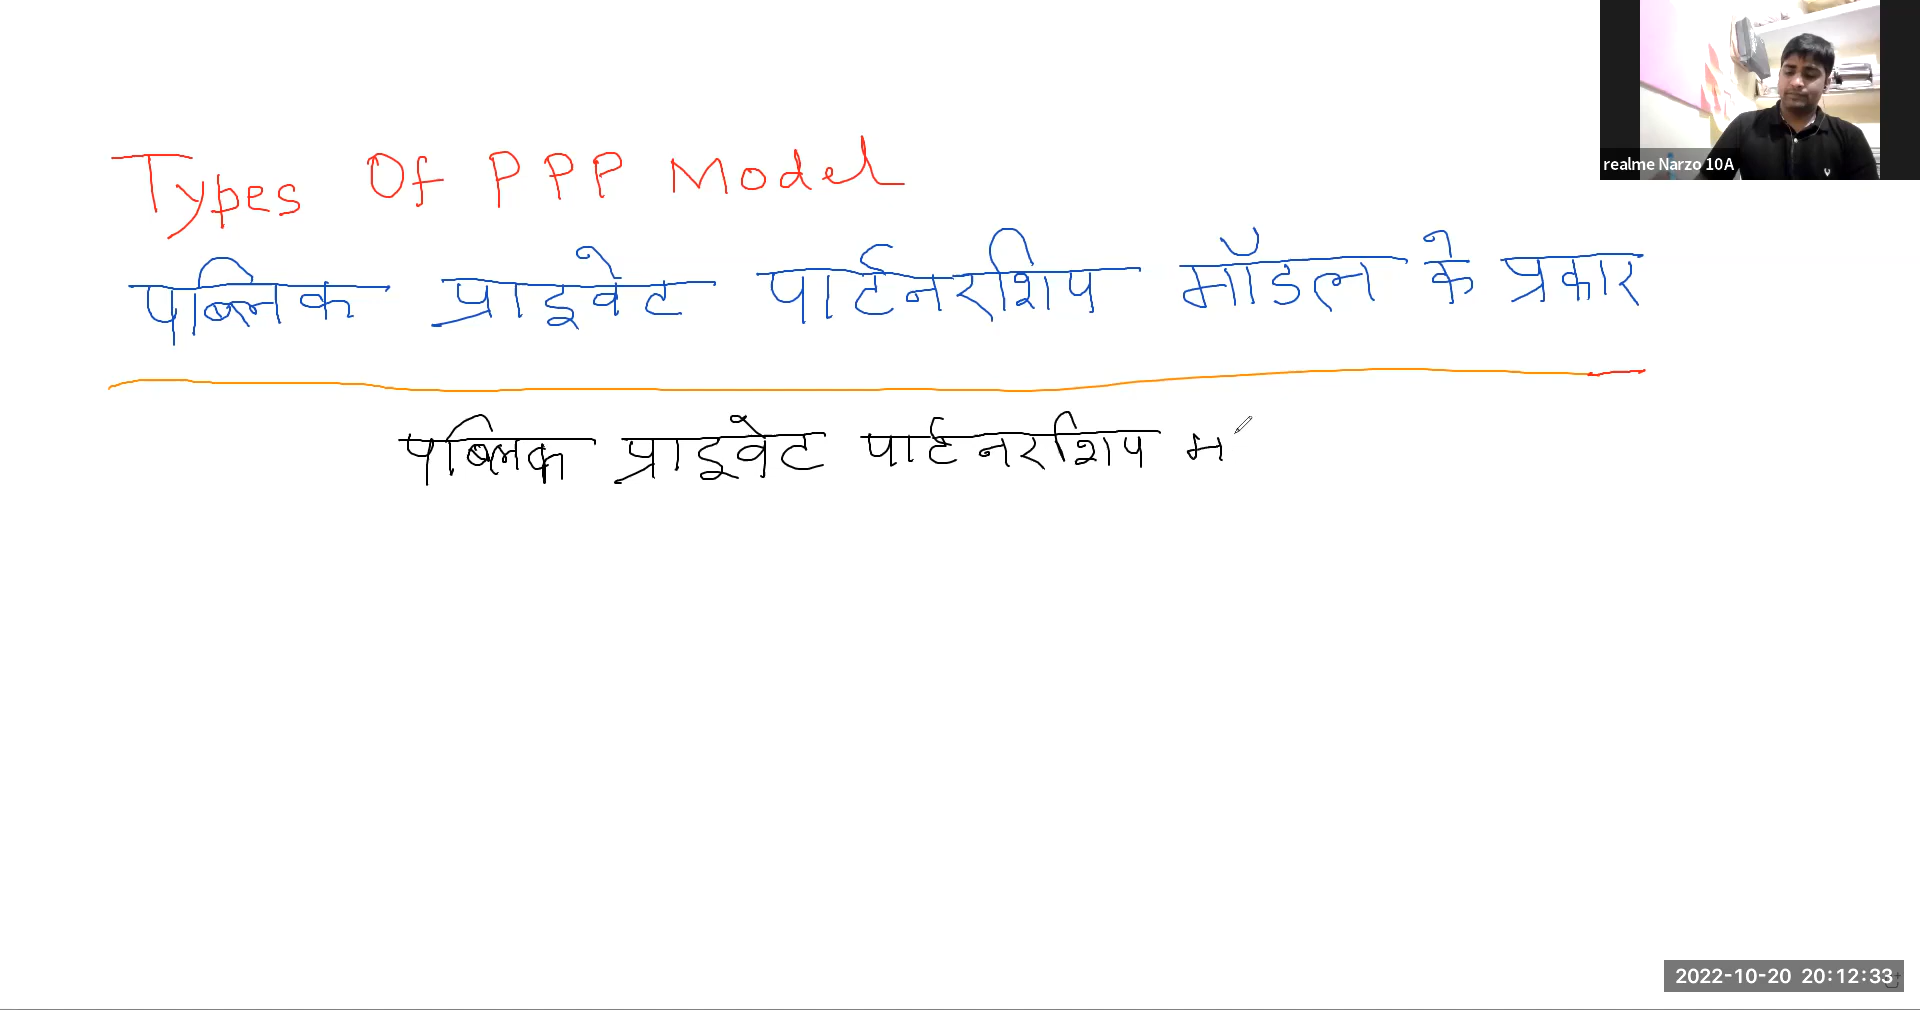 realme Narzo 10A
Types Of PPP Model
पब्लिक प्राइवेट पार्टनरशिप मॉडल के प्रकार
पब्लिक प्राइवेट पार्टनरशिप म
2022-10-20 20:12:33